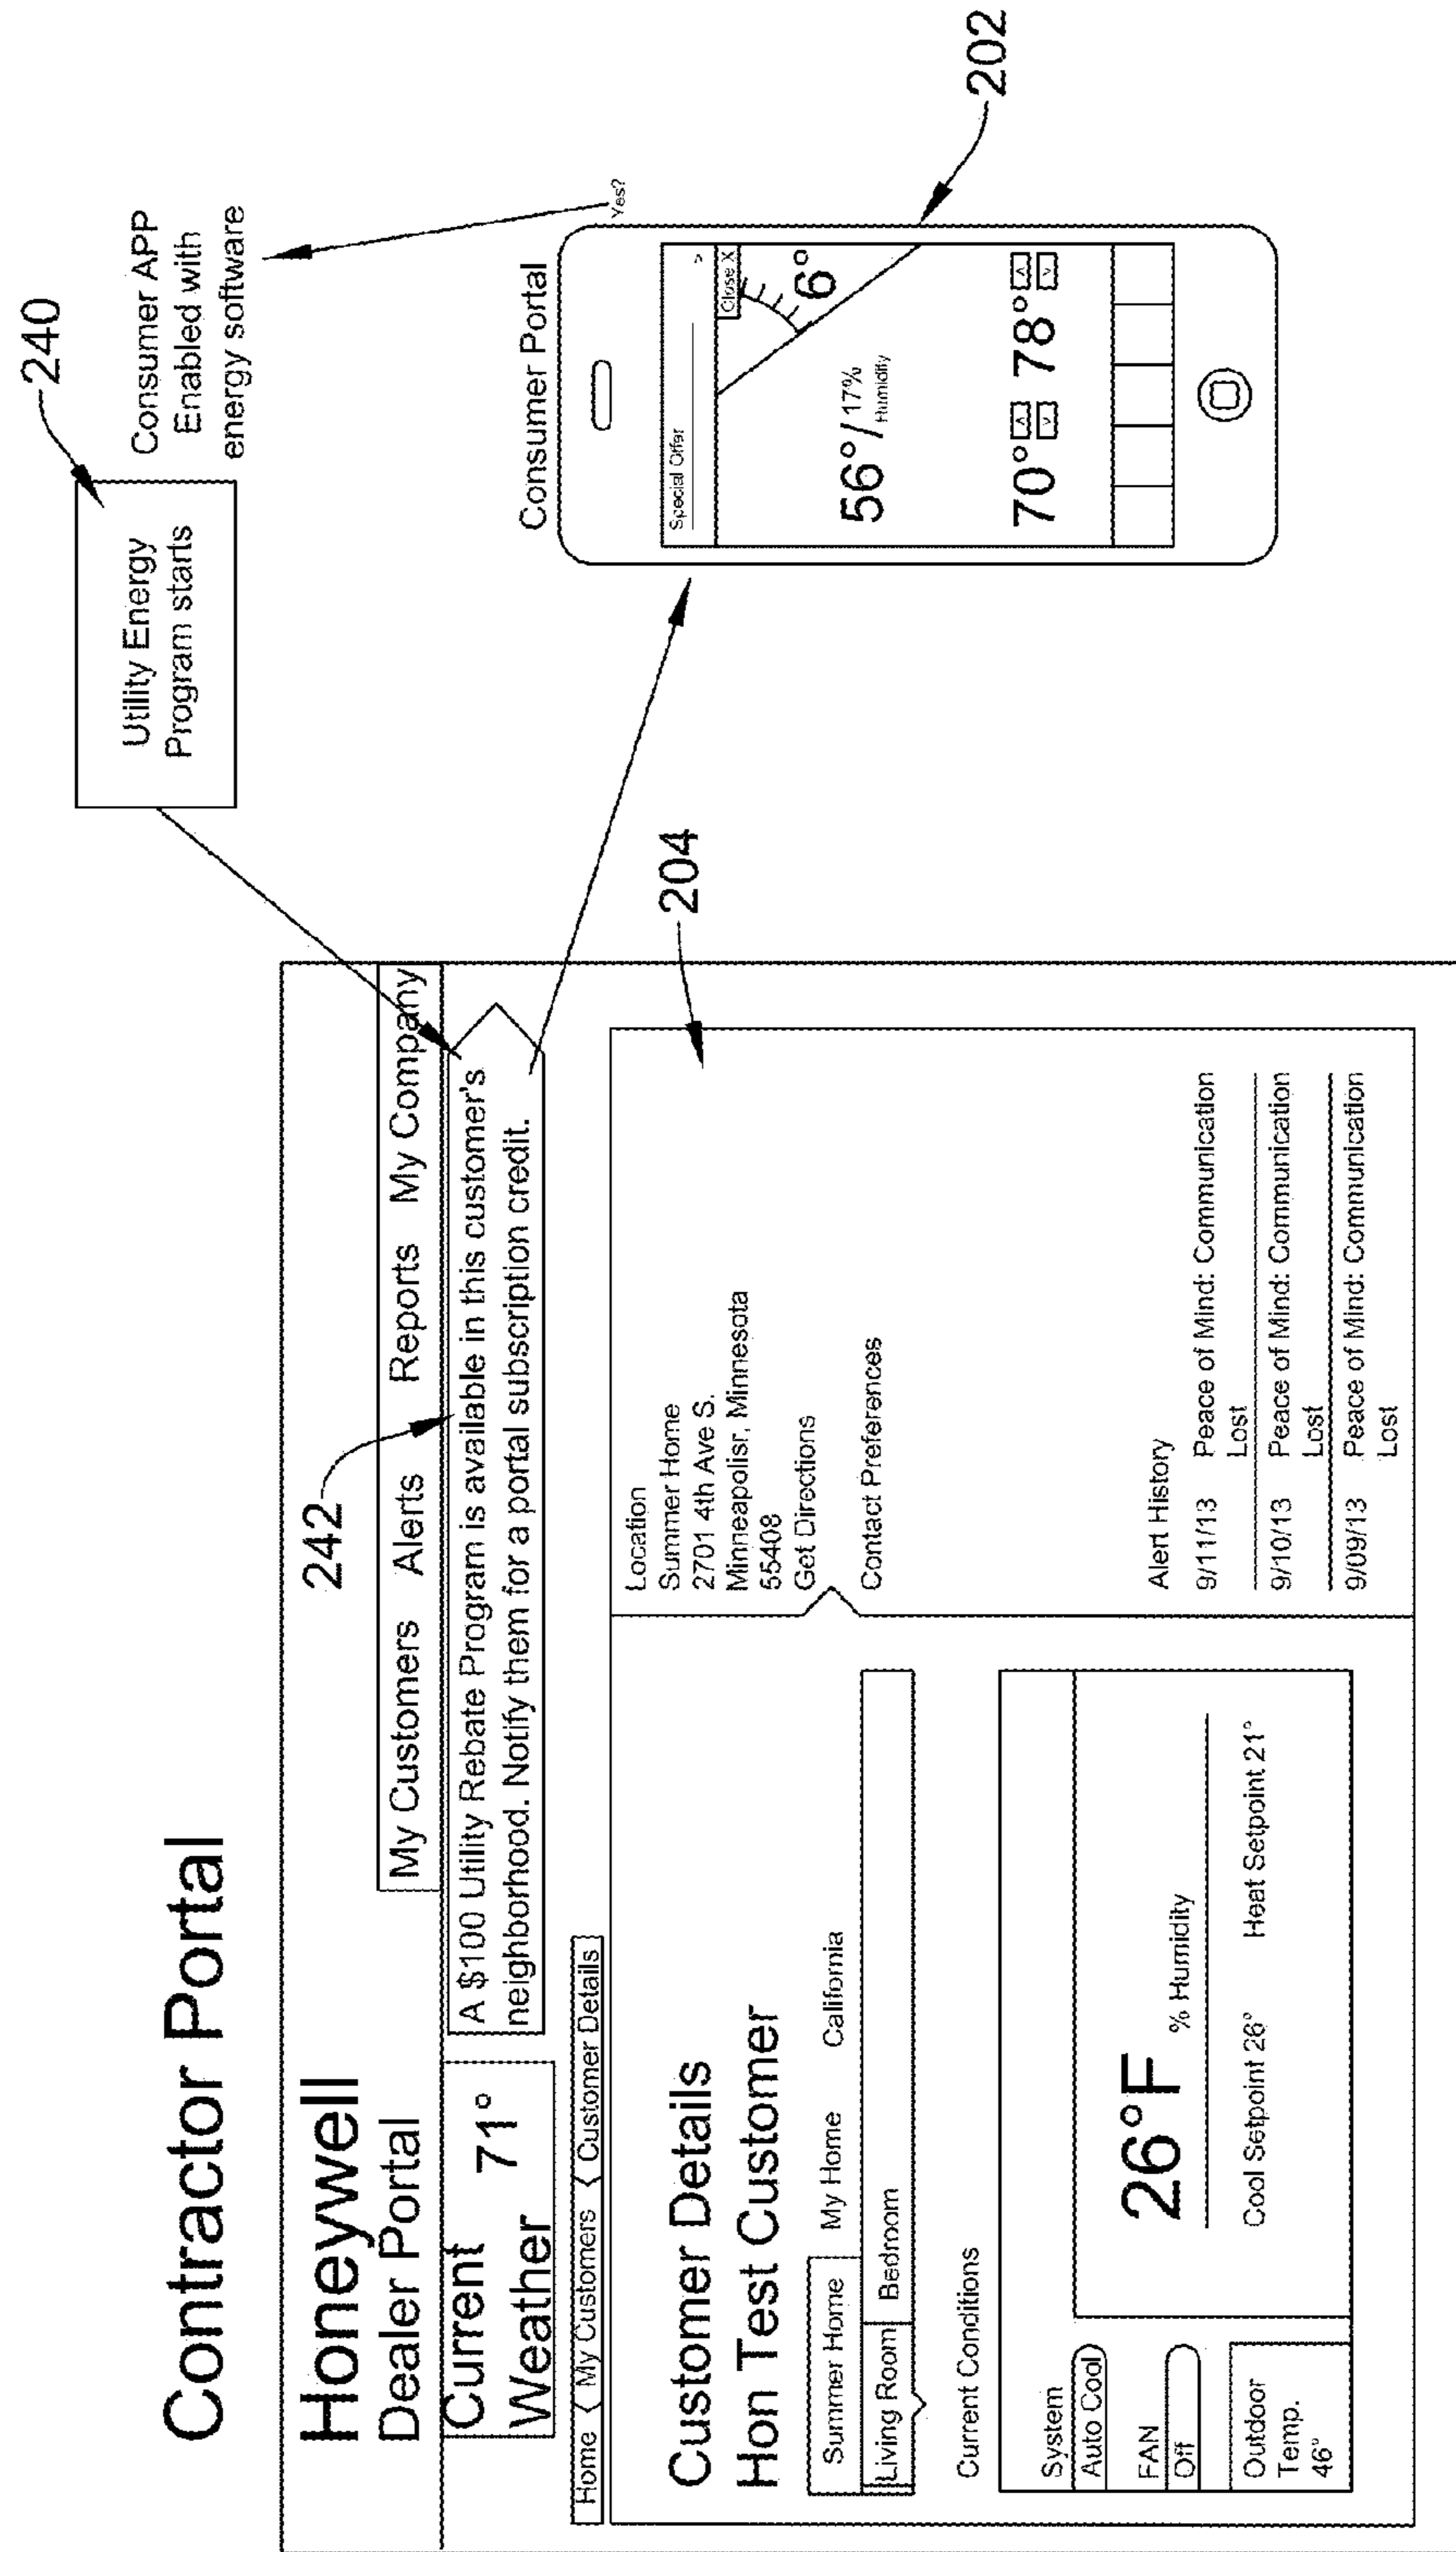 Contractor Portal
240
Utility Energy
Program starts
Consumer APP
Enabled with
energy software
Honeywell
Dealer Portal
242
My Customers Alerts Reports My Company
Current 71°
Weather
A $100 Utility Rebate Program is available in this customer's
neighborhood. Notify them for a portal subscription credit.
Home My Customers Customer Details
204
Customer Details
Hon Test Customer
Summer Home My Home California
Living Room Bedroom
Current Conditions
System
Auto Cool
FAN
Off
Outdoor
Temp.
46°
26°F
% Humidity
Cool Setpoint 26° Heat Setpoint 21°
Location
Summer Home
2701 4th Ave S.
Minneapolisr, Minnesota
55408
Get Directions
Contact Preferences
Alert History
9/11/13 Peace of Mind: Communication
Lost
9/10/13 Peace of Mind: Communication
Lost
9/09/13 Peace of Mind: Communication
Lost
Consumer Portal
Yes?
Special Offer >
Close X
6°
56°/17%
Humidity
70° 78°
202